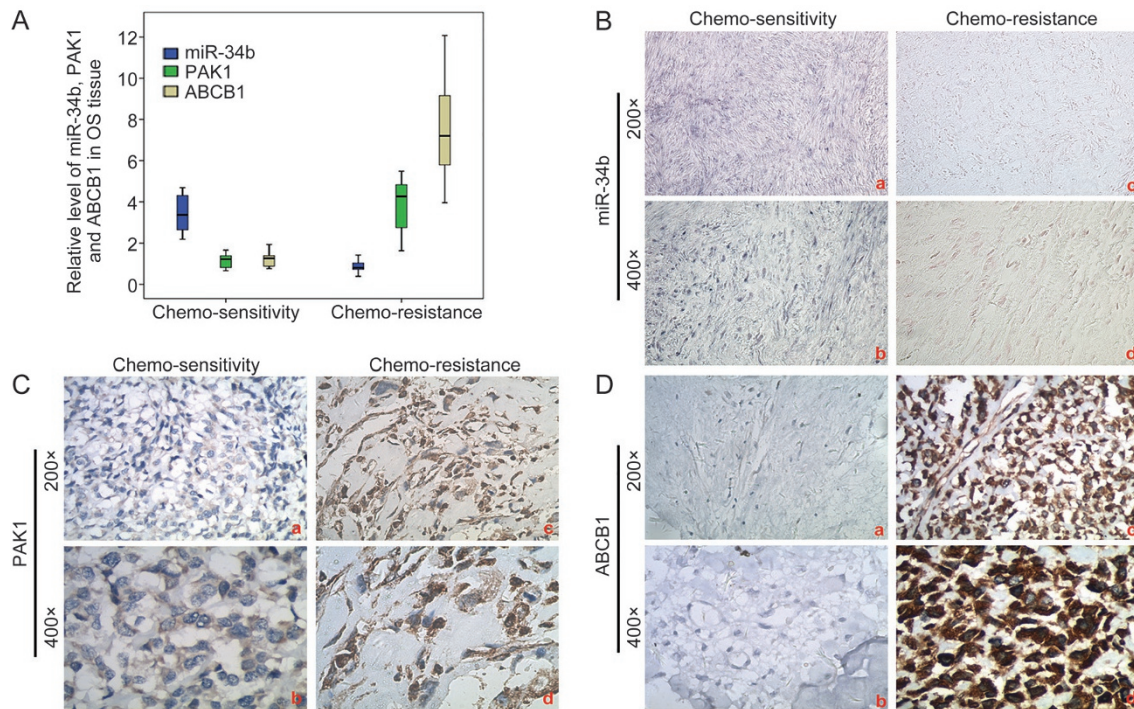 A
Relative level of miR-34b, PAK1
and ABCB1 in OS tissue
12
10
8
6
4
2
0
miR-34b
PAK1
ABCB1
Chemo-sensitivity
Chemo-resistance
B
Chemo-sensitivity
Chemo-resistance
miR-34b
200×
400×
a
c
b
d
C
Chemo-sensitivity
Chemo-resistance
PAK1
200×
400×
a
c
b
d
D
ABCB1
200×
400×
a
c
b